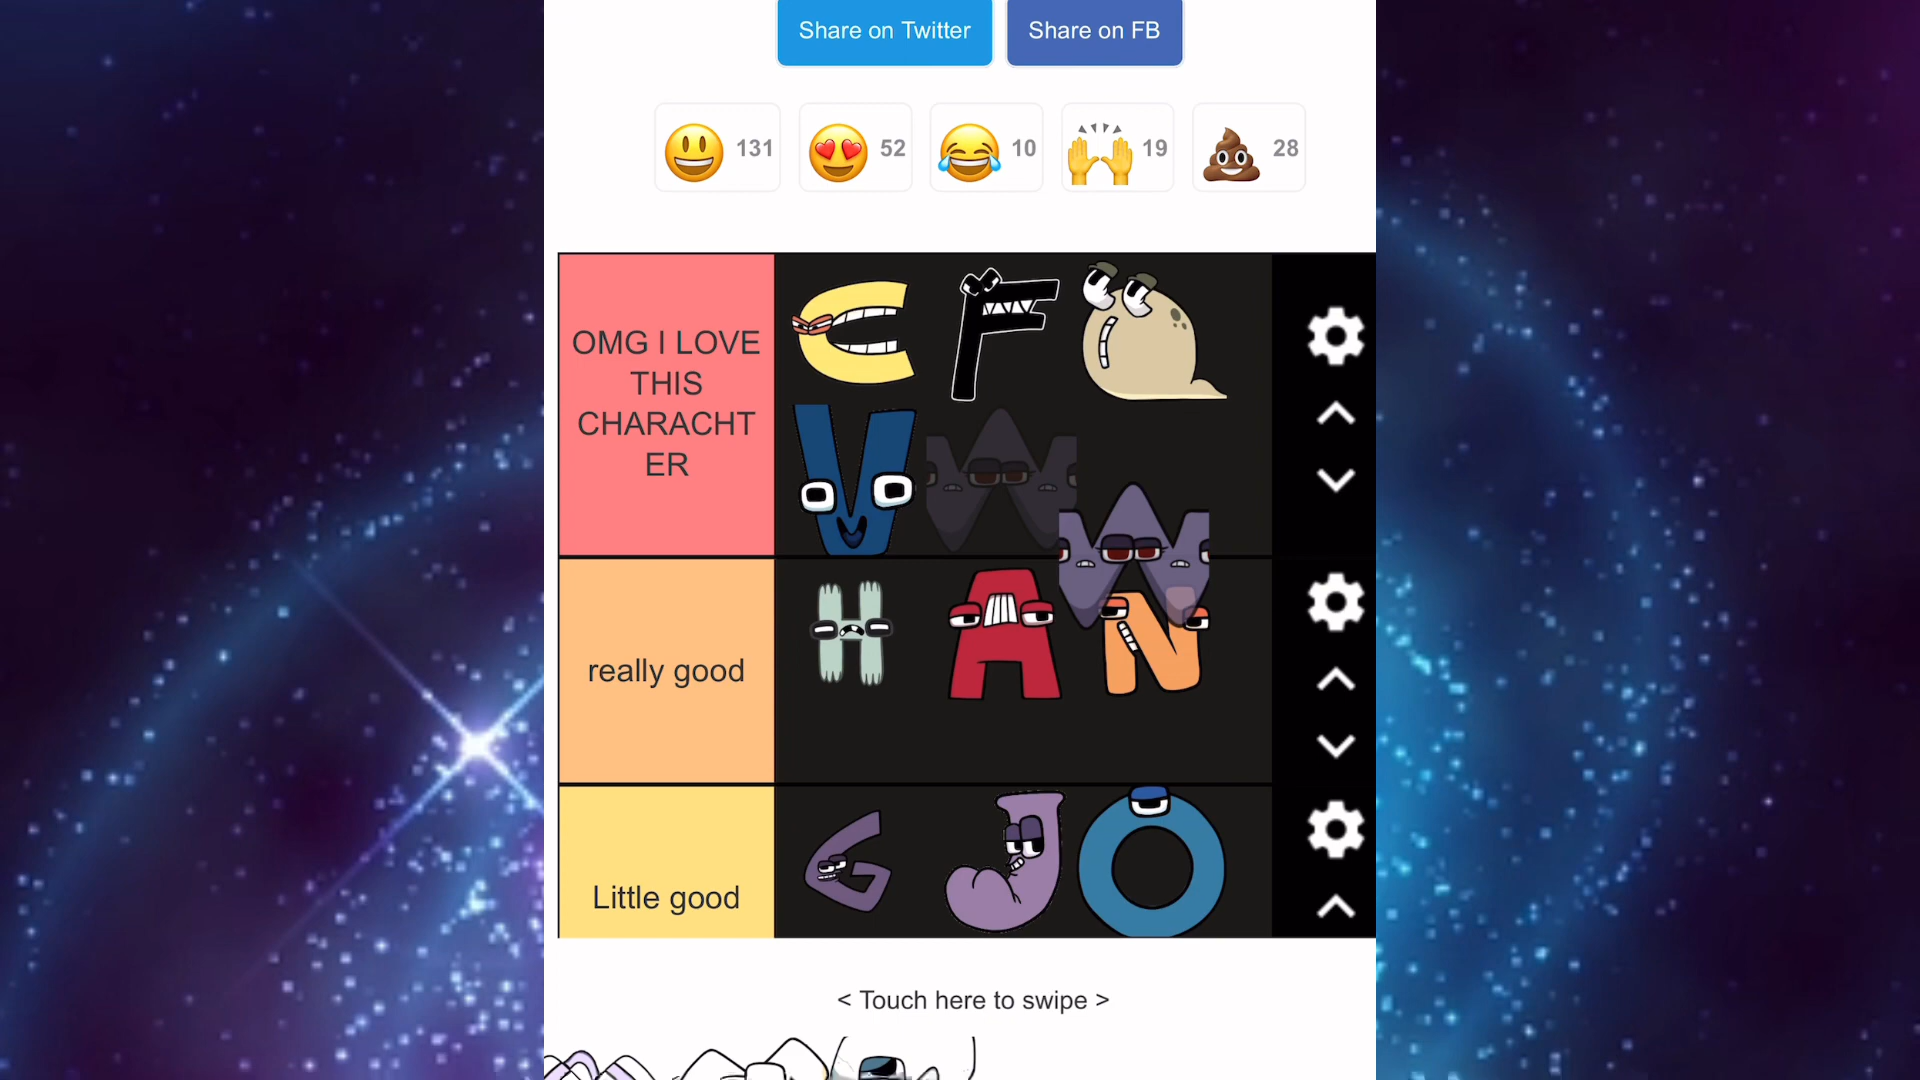 Share on Twitter
Share on FB
131
52
10
19
28
OMG I LOVE
THIS
CHARACHT
ER
really good
Little good
< Touch here to swipe >